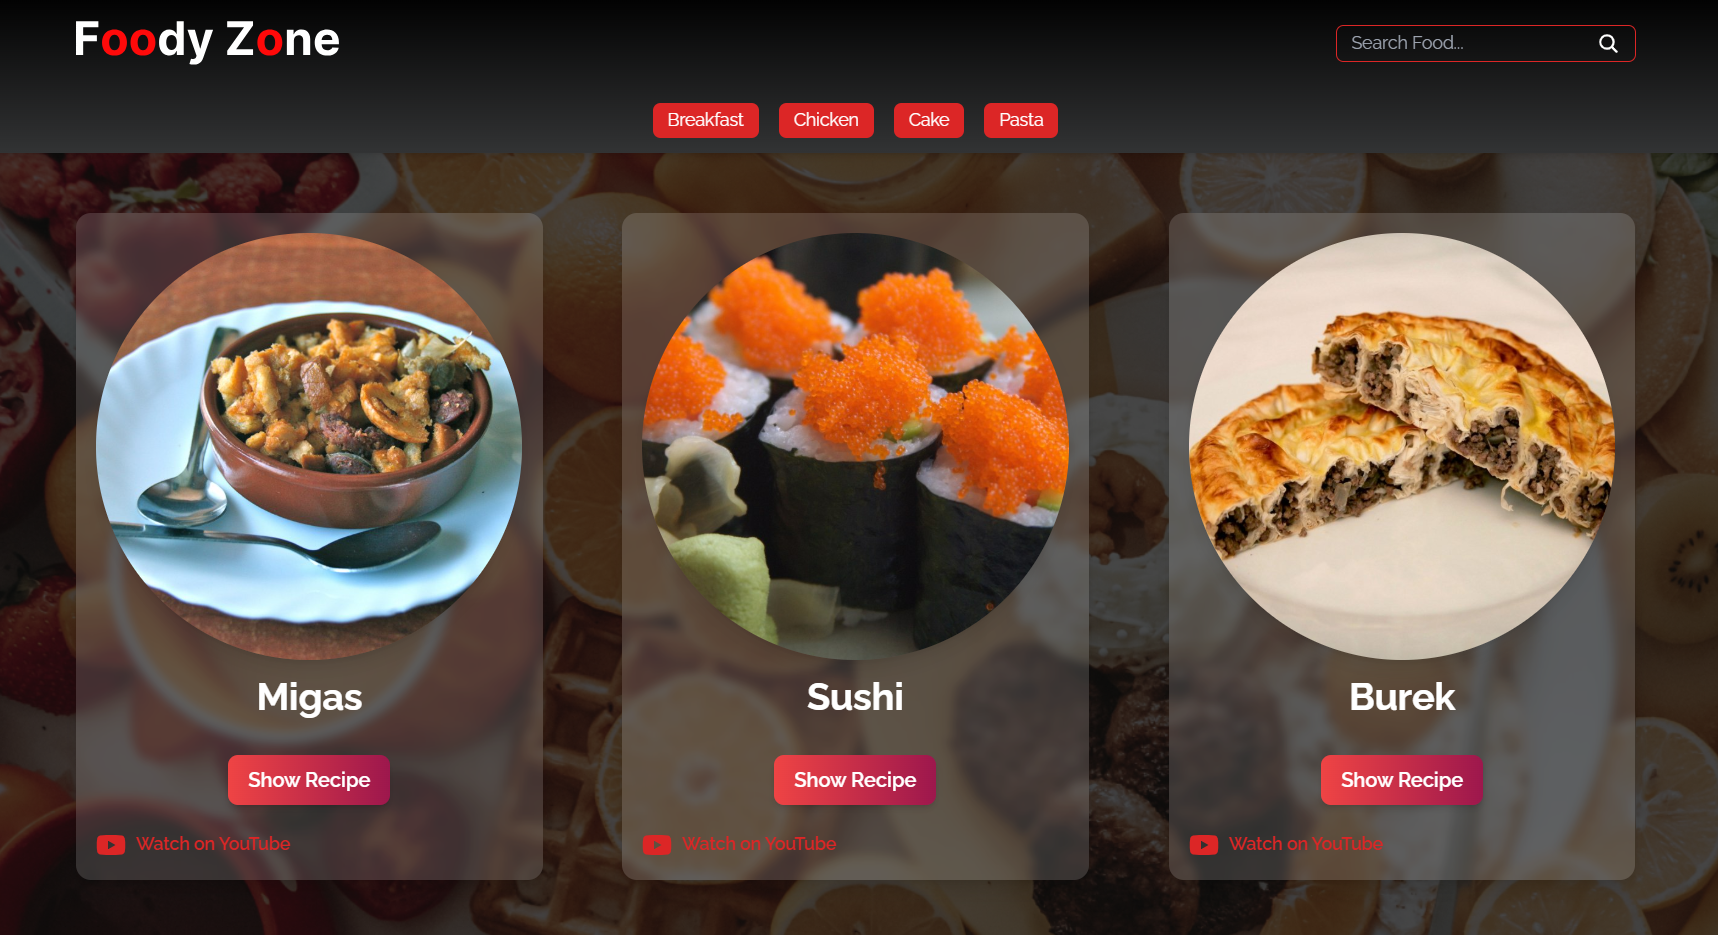 Foody Zone
Search Food...
Breakfast
Chicken
Cake
Pasta
Migas
Show Recipe
Watch on YouTube
Sushi
Show Recipe
Watch on YouTube
Burek
Show Recipe
Watch on YouTube